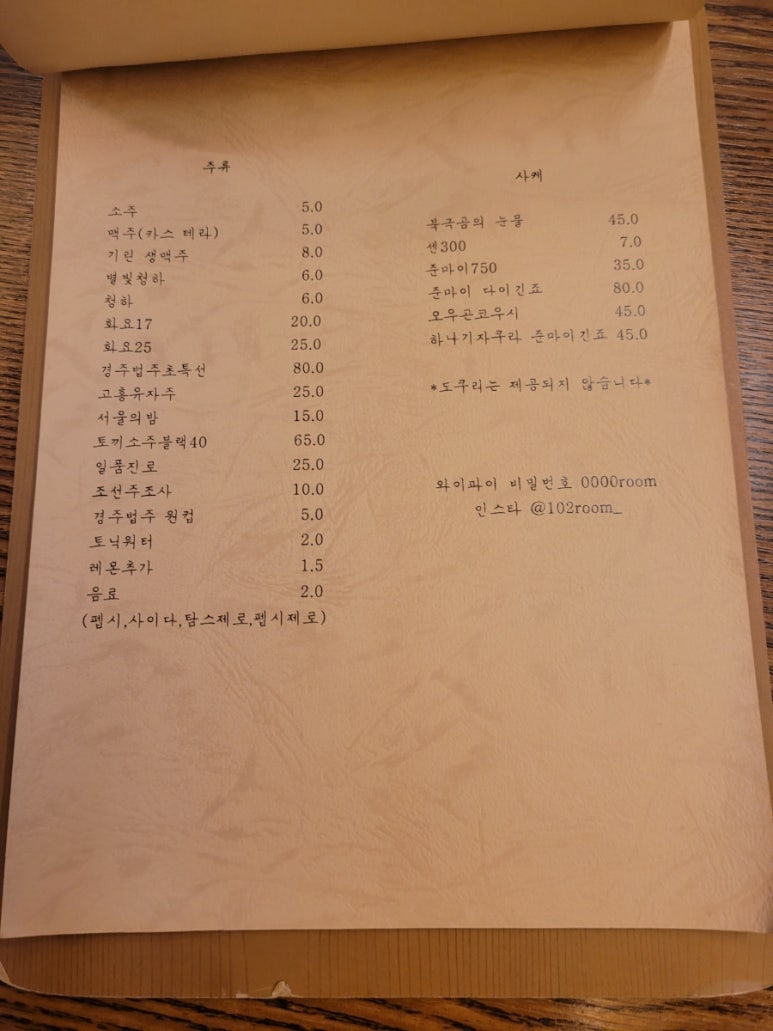 주류
소주 5.0
맥주(카스 테라) 5.0
기린 생맥주 8.0
별빛청하 6.0
청하 6.0
화요17 20.0
화요25 25.0
경주법주초특선 80.0
고흥유자주 25.0
서울의밤 15.0
토끼소주블랙40 65.0
일품진로 25.0
조선주조사 10.0
경주법주 원컵 5.0
토닉워터 2.0
레몬추가 1.5
음료 2.0
(펩시,사이다,탐스제로,펩시제로)
사케
북극곰의 눈물 45.0
센300 7.0
준마이750 35.0
준마이 다이긴죠 80.0
오우곤코우시 45.0
하나기자쿠라 준마이긴죠 45.0
*도쿠리는 제공되지 않습니다*
와이파이 비밀번호 0000room
인스타 @102room_